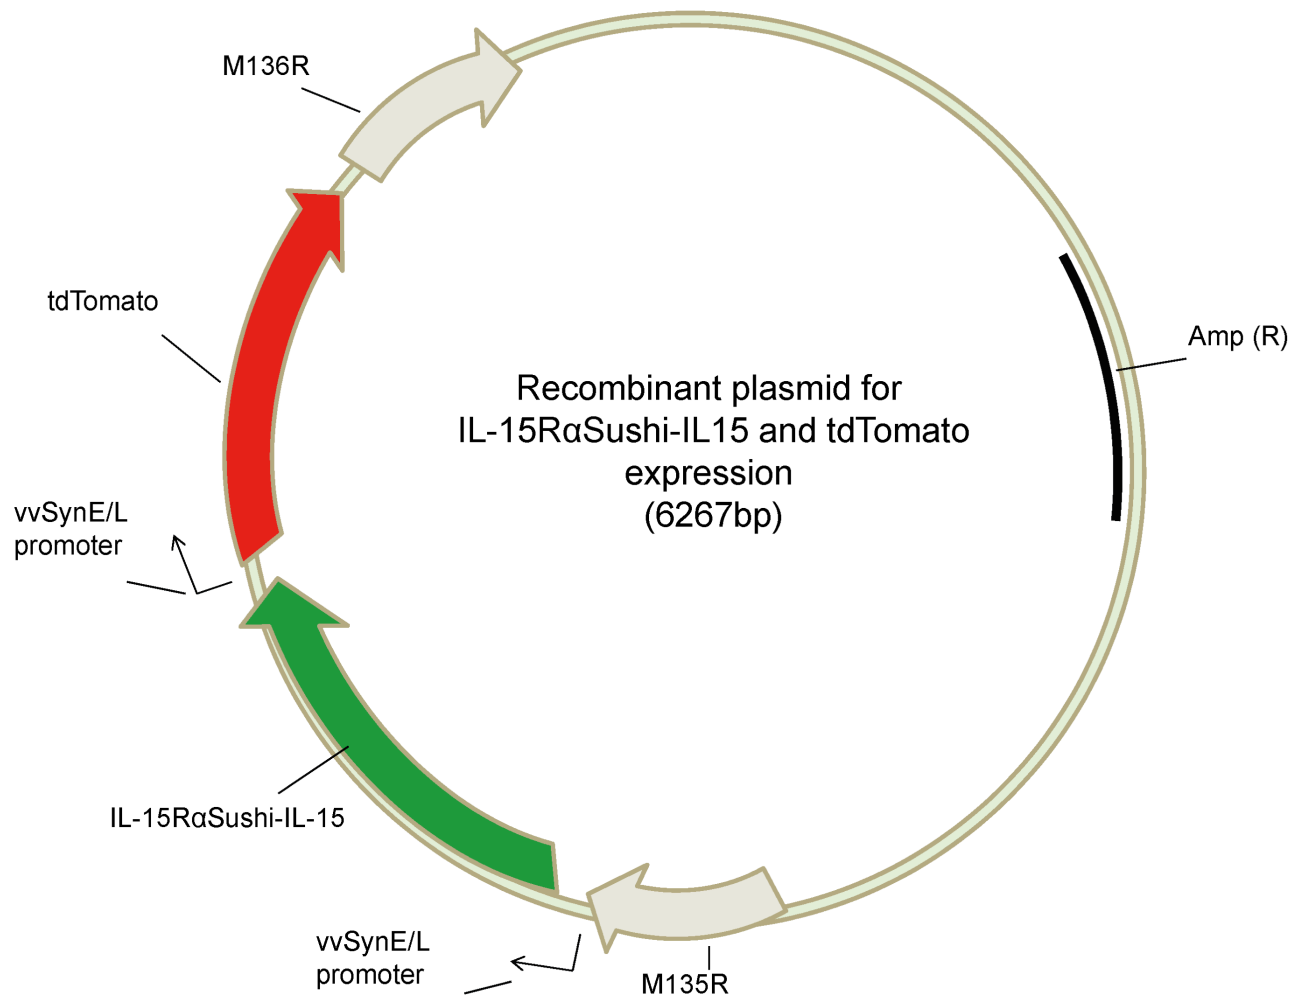 M136R
tdTomato
Amp (R)
Recombinant plasmid for
IL-15RαSushi-IL15 and tdTomato
expression
(6267bp)
vvSynE/L
promoter
IL-15RαSushi-IL-15
vvSynE/L
promoter
M135R